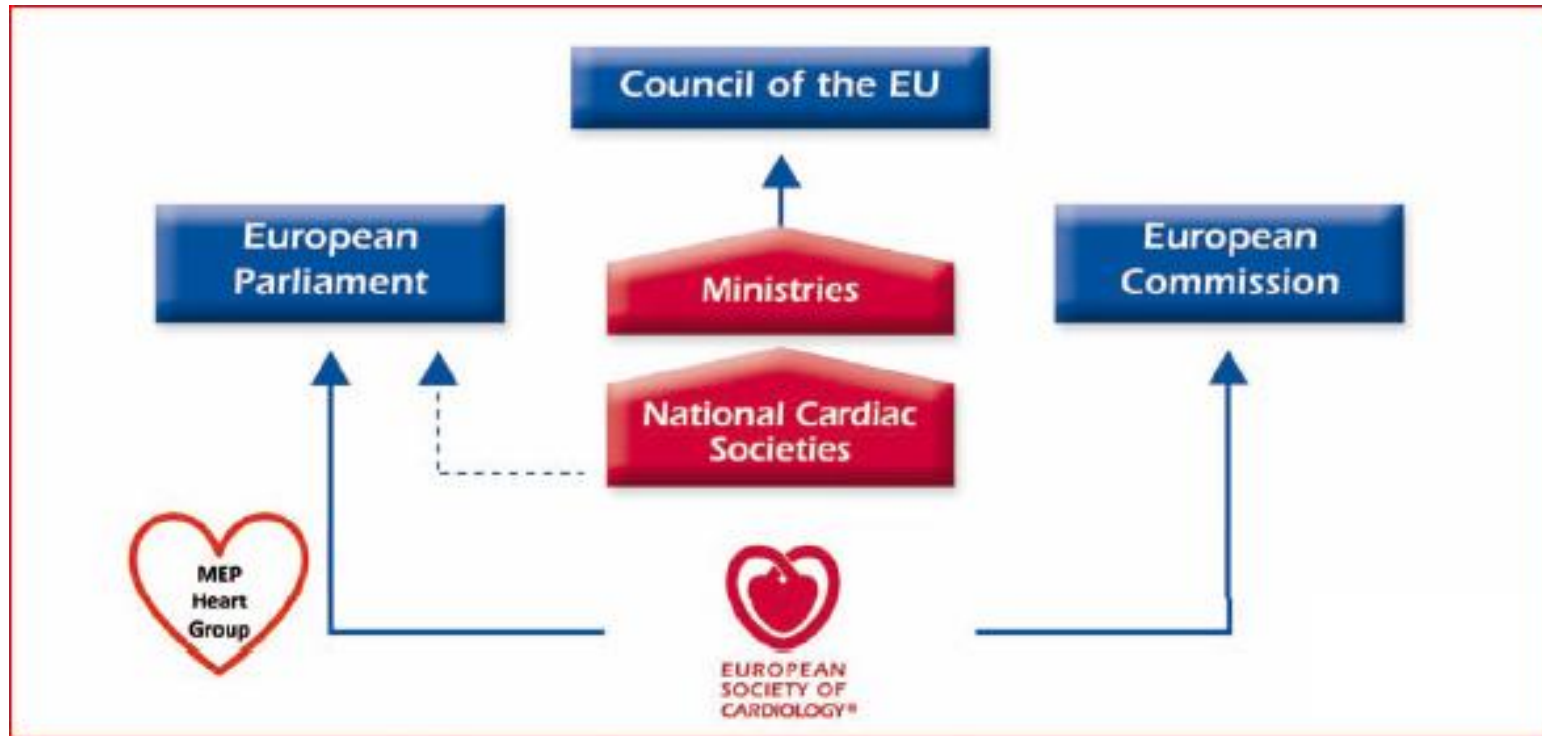 Council of the EU
European
Parliament
Ministries
European
Commission
National Cardiac
Societies
MEP
Heart
Group
EUROPEAN
SOCIETY OF
CARDIOLOGY®